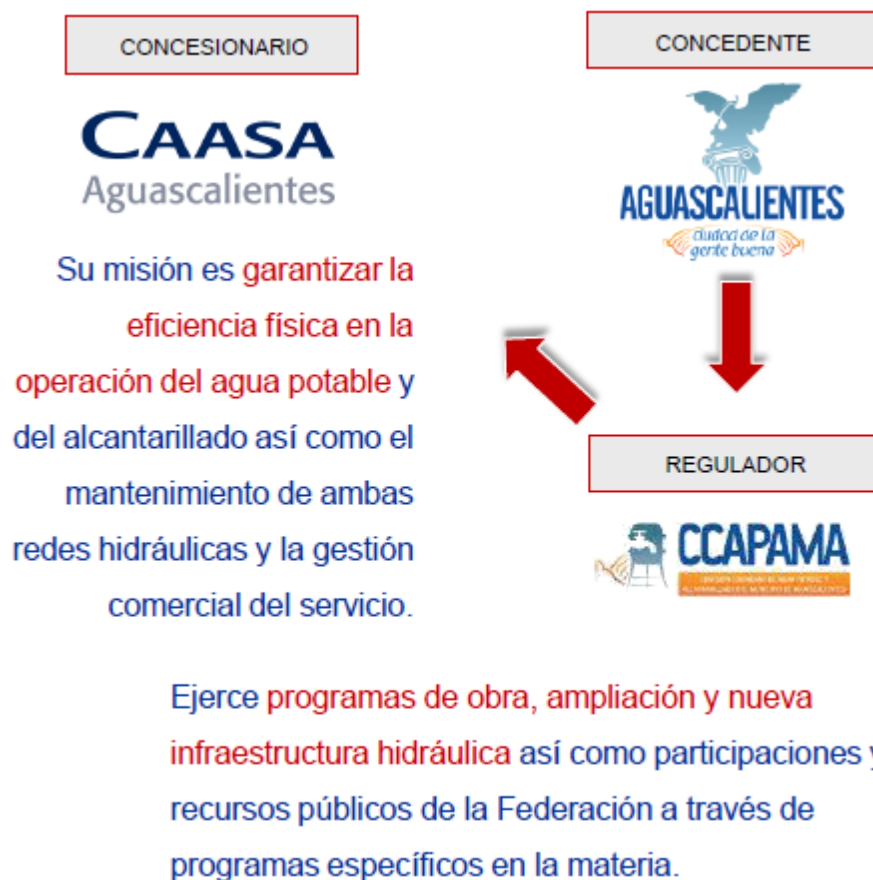 CONCESIONARIO
CAASA
Aguascalientes
Su misión es garantizar la
eficiencia física en la
operación del agua potable y
del alcantarillado así como el
mantenimiento de ambas
redes hidráulicas y la gestión
comercial del servicio.
CONCEDENTE
AGUASCALIENTES
ciudad de la
gente buena
REGULADOR
CCAPAMA
Ejerce programas de obra, ampliación y nueva
infraestructura hidráulica así como participaciones y
recursos públicos de la Federación a través de
programas específicos en la materia.